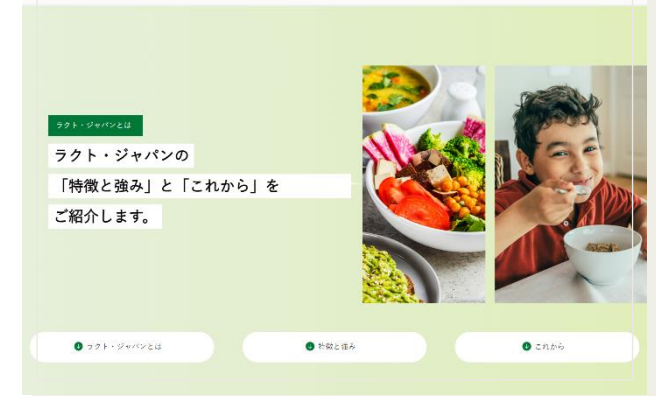 ラクト・ジャパンとは
ラクト・ジャパンの
「特徴と強み」と「これから」を
ご紹介します。
ラクト・ジャパンとは
特徴と強み
これから